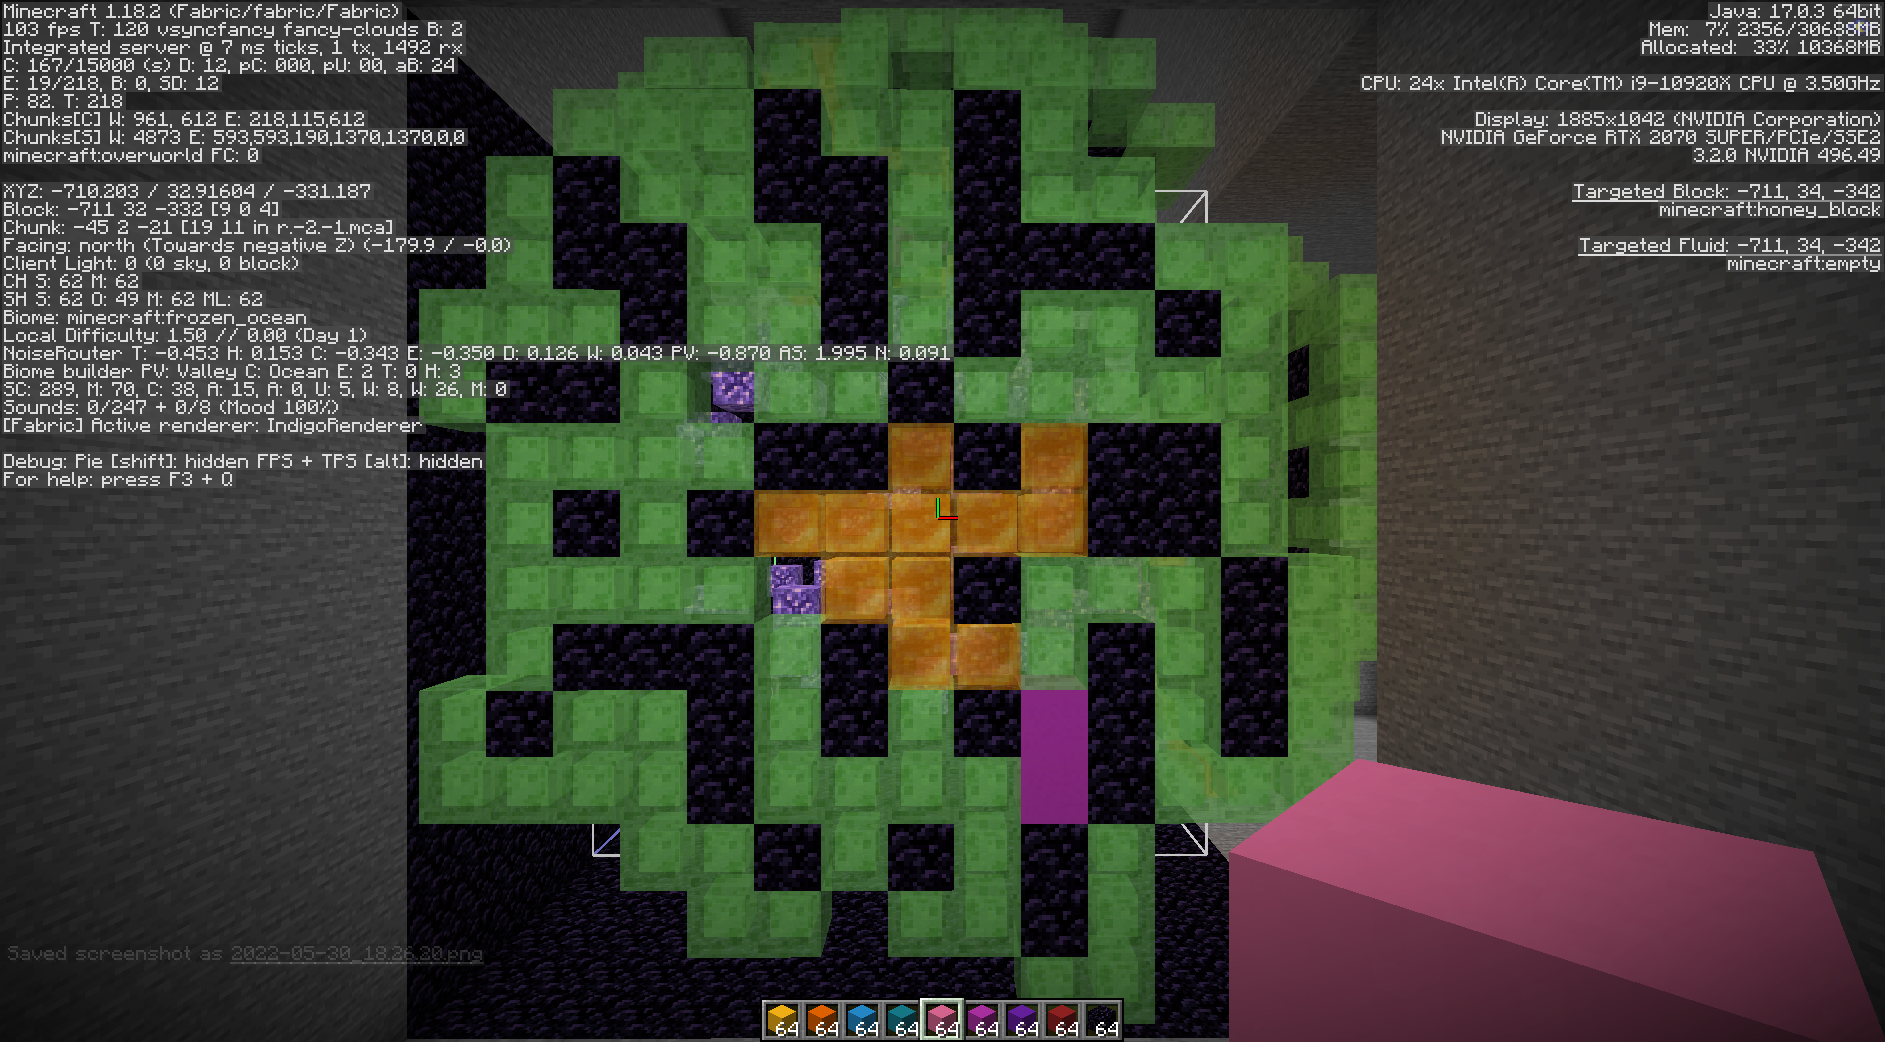 Minecraft 1.18.2 (Fabric/fabric/Fabric)
103 fps T: 120 vsyncfancy fancy-clouds B: 2
Integrated server @ 7 ms ticks, 1 tx, 1492 rx
C: 167/15000 (s) D: 12, pC: 000, pU: 00, aB: 24
E: 19/218, B: 0, SD: 12
P: 82. T: 218
Chunks[C] W: 961, 612 E: 218,115,612
Chunks[S] W: 4873 E: 593,593,190,1370,1370,0,0
minecraft:overworld FC: 0
XYZ: -710.203 / 32.91604 / -331.187
Block: -711 32 -332 [9 0 4]
Chunk: -45 2 -21 [19 11 in r.-2.-1.mca]
Facing: north (Towards negative Z) (-179.9 / -0.0)
Client Light: 0 (0 sky, 0 block)
CH S: 62 M: 62
SH S: 62 O: 49 M: 62 ML: 62
Biome: minecraft:frozen_ocean
Local Difficulty: 1.50 // 0.00 (Day 1)
NoiseRouter T: -0.453 H: 0.153 C: -0.343 E: -0.350 D: 0.126 W: 0.043 PV: -0.870 AS: 1.995 N: 0.091
Biome builder PV: Valley C: Ocean E: 2 T: 0 H: 3
SC: 289, M: 70, C: 38, A: 15, A: 0, U: 5, W: 8, W: 26, M: 0
Sounds: 0/247 + 0/8 (Mood 100%)
[Fabric] Active renderer: IndigoRenderer
Debug: Pie [shift]: hidden FPS + TPS [alt]: hidden
For help: press F3 + Q
Java: 17.0.3 64bit
Mem: 7% 2356/30688MB
Allocated: 33% 10368MB
CPU: 24x Intel(R) Core(TM) i9-10920X CPU @ 3.50GHz
Display: 1885x1042 (NVIDIA Corporation)
NVIDIA GeForce RTX 2070 SUPER/PCIe/SSE2
3.2.0 NVIDIA 496.49
Targeted Block: -711, 34, -342
minecraft:honey_block
Targeted Fluid: -711, 34, -342
minecraft:empty
Saved screenshot as 2022-05-30_18.26.20.png
64 64 64 64 64 64 64 64 64